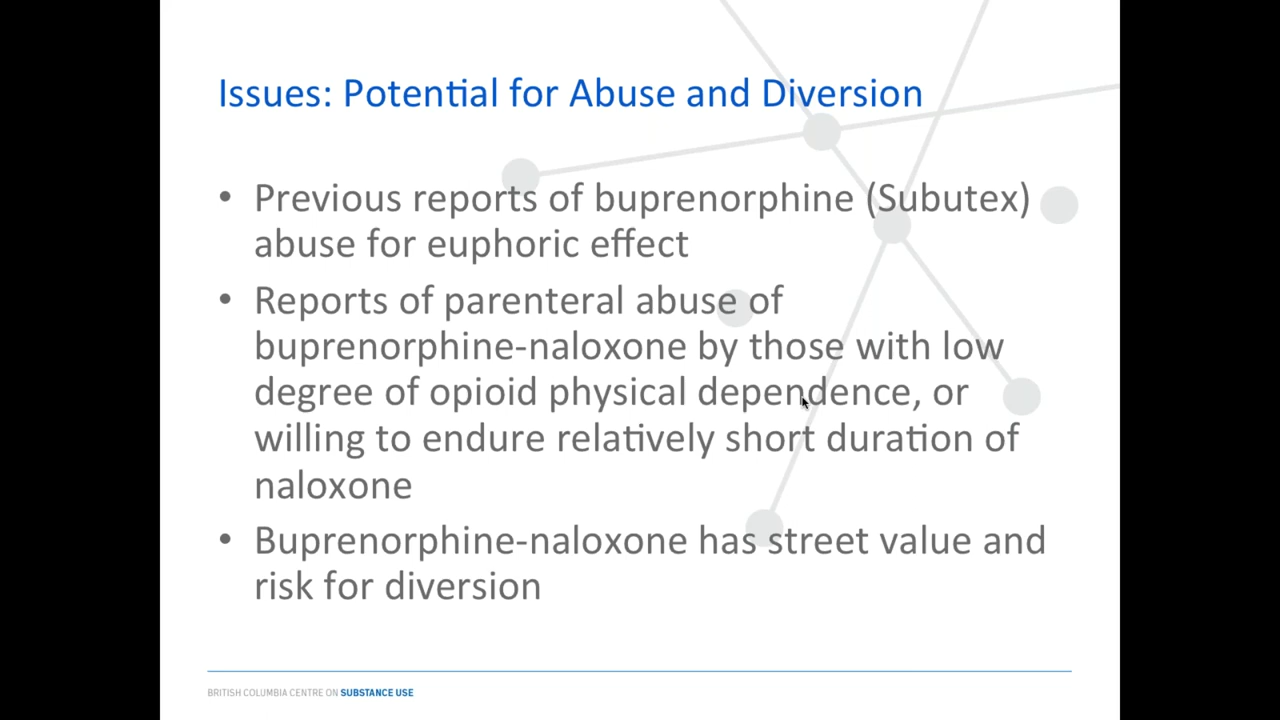 Issues: Potential for Abuse and Diversion
• Previous reports of buprenorphine (Subutex)
abuse for euphoric effect
• Reports of parenteral abuse of
buprenorphine-naloxone by those with low
degree of opioid physical dependence, or
willing to endure relatively short duration of
naloxone
• Buprenorphine-naloxone has street value and
risk for diversion
BRITISH COLUMBIA CENTRE ON SUBSTANCE USE